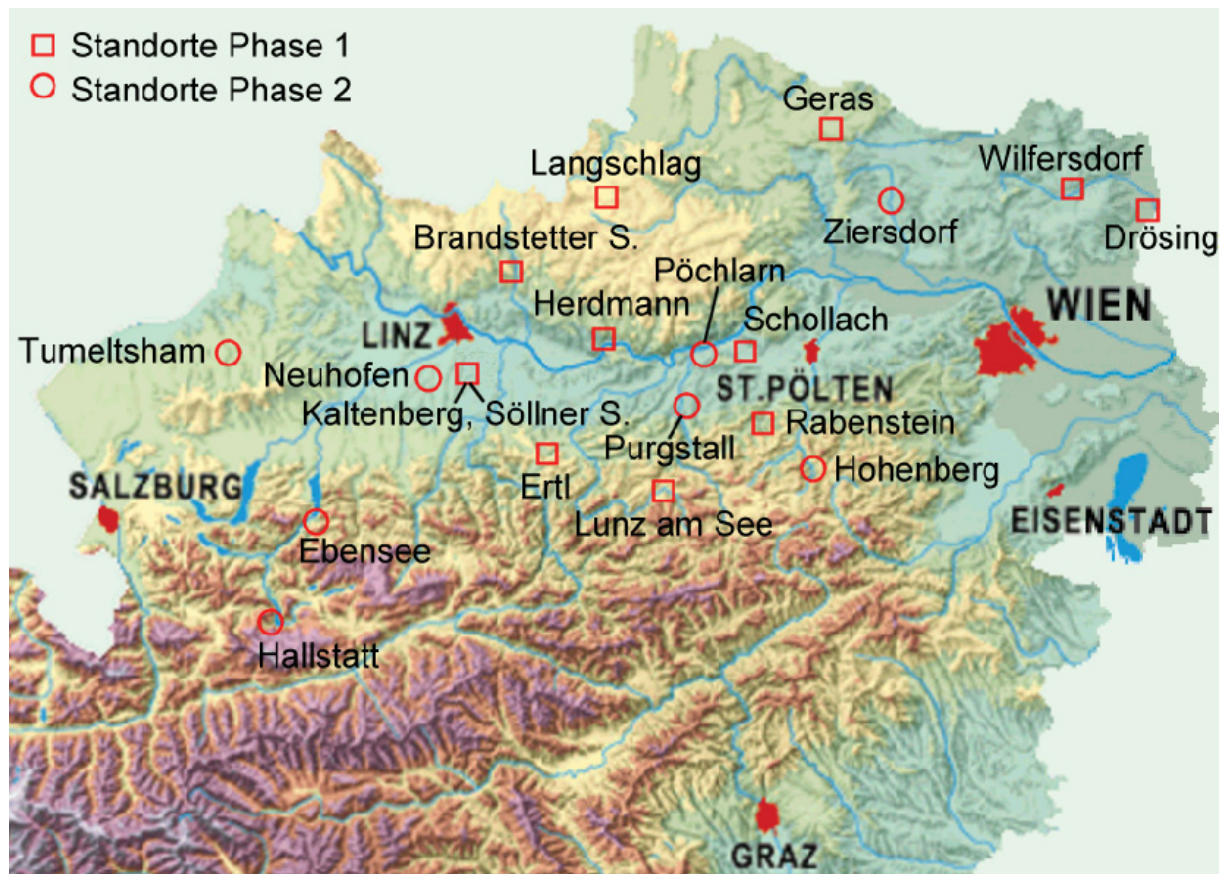 Standorte Phase 1
Standorte Phase 2
Geras
Langschlag
Wilfersdorf
Brandstetter S.
Ziersdorf
Drösing
Pöchlarn
Herdmann
WIEN
Schollach
LINZ
Tumeltsham
Neuhofen
ST.PÖLTEN
Kaltenberg, Söllner S.
Rabenstein
Purgstall
Hohenberg
SALZBURG
Ertl
Lunz am See
EISENSTADT
Ebensee
Hallstatt
GRAZ